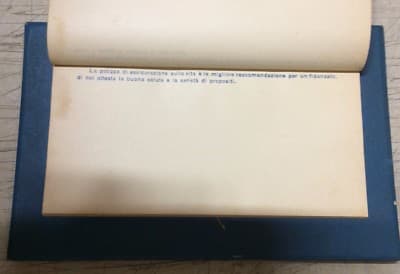 La polizza di assicurazione sulla vita è la migliore raccomandazione per un fidanzato,
di cui attesta la buona salute e la serietà di propositi.